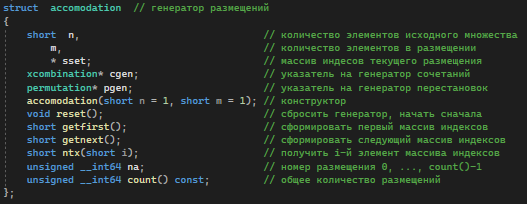 struct  accomodation  // генератор размещений
{
    short  n,                            // количество элементов исходного множества
        m,                               // количество элементов в размещении
        * sset;                          // массив индесов текущего размещения
    xcombination* cgen;                  // указатель на генератор сочетаний
    permutation* pgen;                   // указатель на генератор перестановок
    accomodation(short n = 1, short m = 1); // конструктор
    void reset();                        // сбросить генератор, начать сначала
    short getfirst();                    // сформировать первый массив индексов
    short getnext();                     // сформировать следующий массив индексов
    short ntx(short i);                  // получить i-й элемент массива индексов
    unsigned __int64 na;                 // номер размещения 0, ..., count()-1
    unsigned __int64 count() const;      // общее количество размещений
};